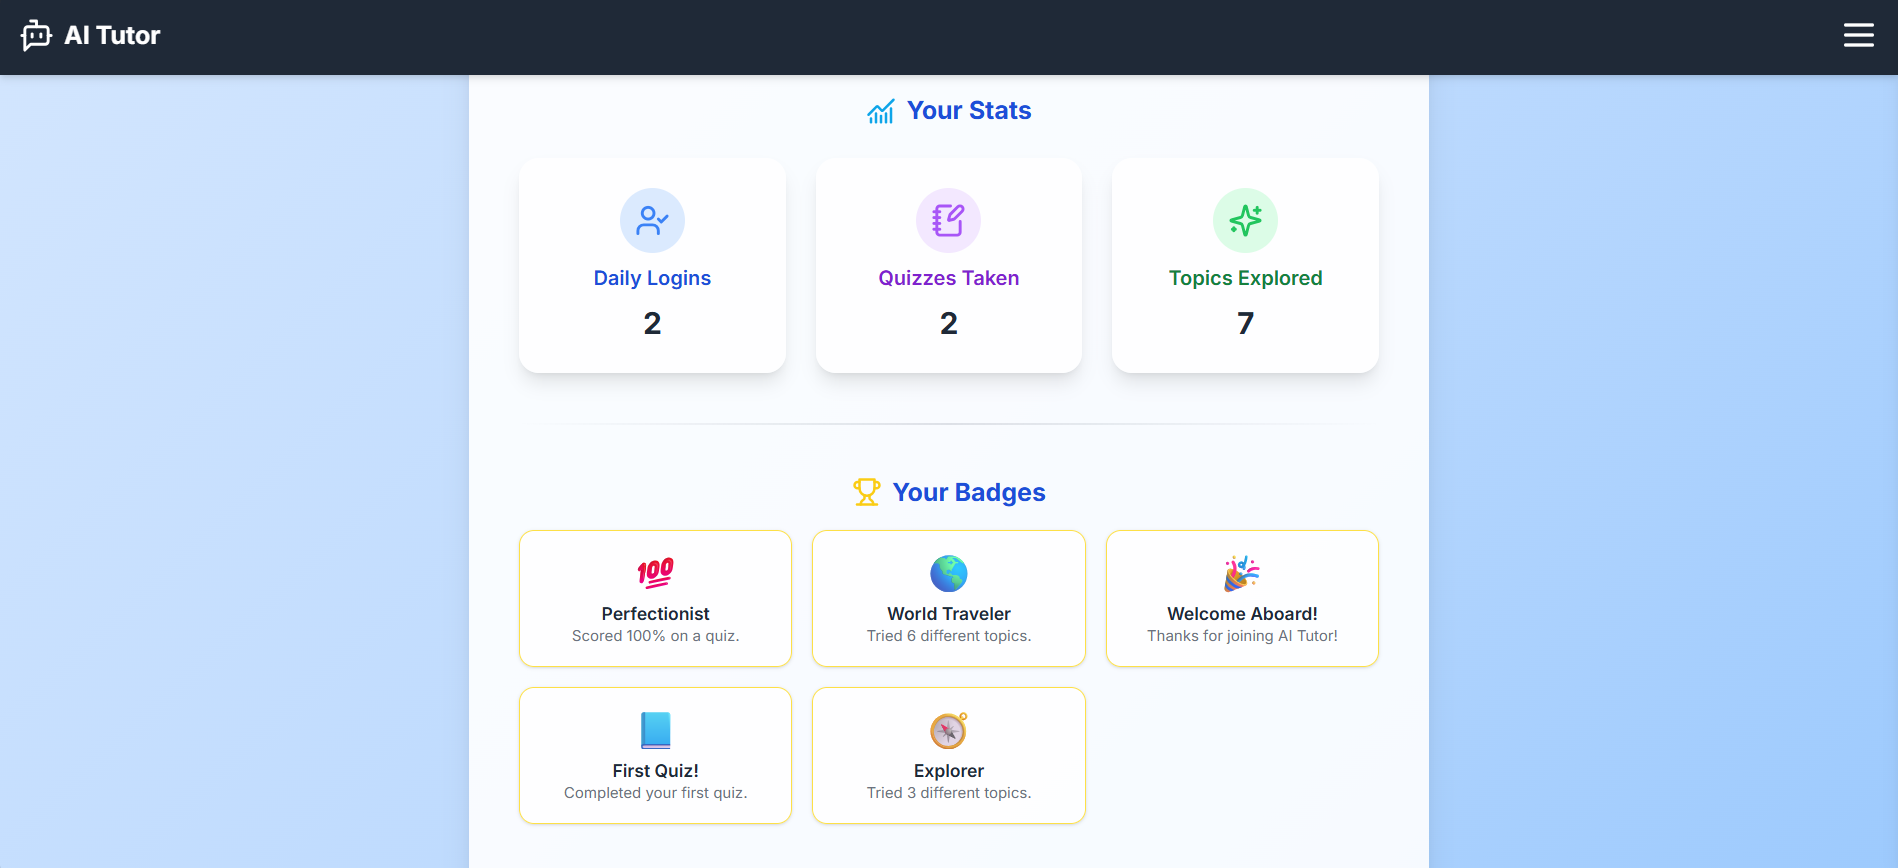 AI Tutor
Your Stats
Daily Logins
2
Quizzes Taken
2
Topics Explored
7
Your Badges
💯
Perfectionist
Scored 100% on a quiz.
World Traveler
Tried 6 different topics.
Welcome Aboard!
Thanks for joining AI Tutor!
First Quiz!
Completed your first quiz.
Explorer
Tried 3 different topics.